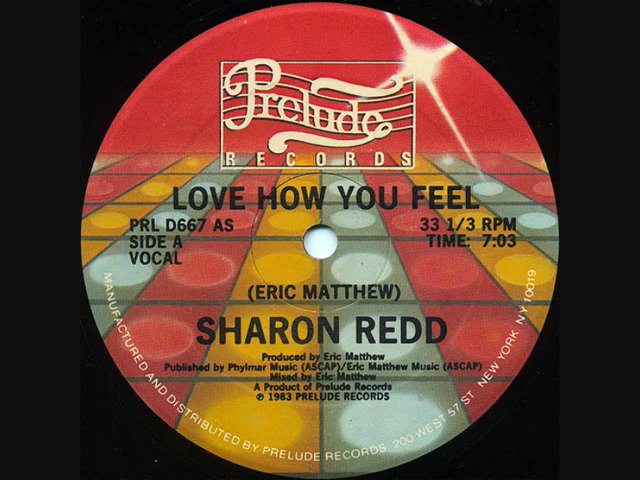 Prelude
RECORDS
LOVE HOW YOU FEEL
PRL D667 AS
SIDE A
VOCAL
33 1/3 RPM
TIME: 7:03
(ERIC MATTHEW)
SHARON REDD
Produced by Eric Matthew
Published by Phylmar Music (ASCAP)/Eric Matthew Music (ASCAP)
Mixed by Eric Matthew
A Product of Prelude Records
℗ 1983 PRELUDE RECORDS
MANUFACTURED AND DISTRIBUTED BY PRELUDE RECORDS 200 WEST 57 ST NEW YORK, NY 10019